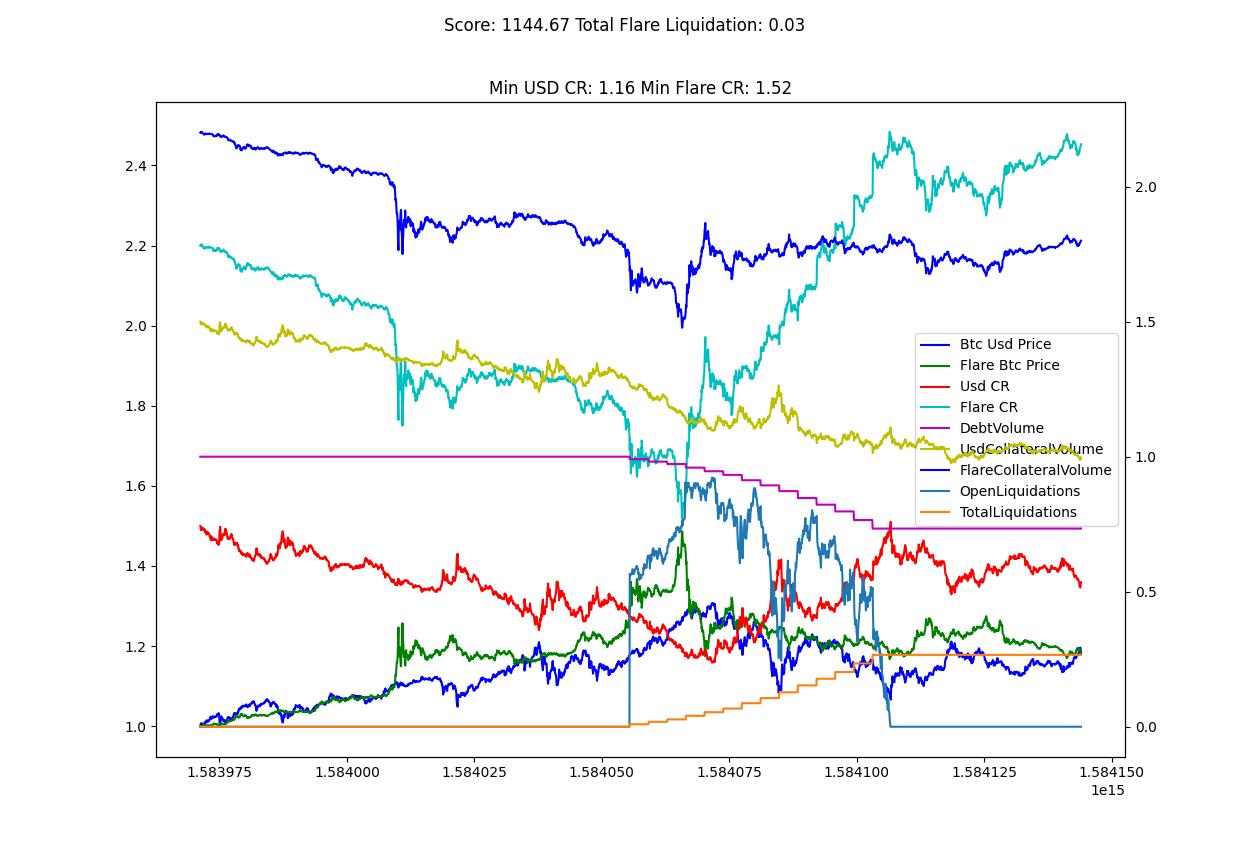 Score: 1144.67 Total Flare Liquidation: 0.03
Min USD CR: 1.16 Min Flare CR: 1.52
2.4
2.2
2.0
1.8
1.6
1.4
1.2
1.0
2.0
1.5
1.0
0.5
0.0
Btc Usd Price
Flare Btc Price
Usd CR
Flare CR
DebtVolume
UsdCollateralVolume
FlareCollateralVolume
OpenLiquidations
TotalLiquidations
1.583975 1.584000 1.584025 1.584050 1.584075 1.584100 1.584125 1.584150
1e15